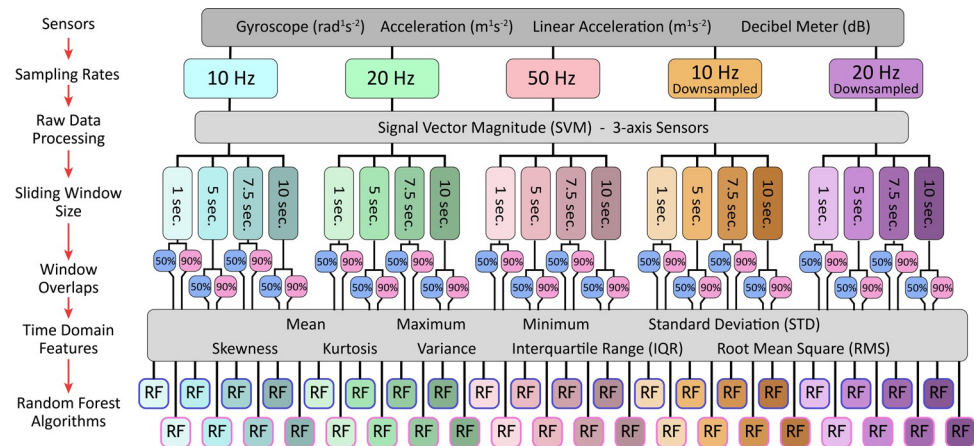 Sensors
Gyroscope (rad¹s⁻²) Acceleration (m¹s⁻²) Linear Acceleration (m¹s⁻²) Decibel Meter (dB)
Sampling Rates
10 Hz 20 Hz 50 Hz 10 Hz 20 Hz
Downsampled Downsampled
Raw Data
Processing
Signal Vector Magnitude (SVM) - 3-axis Sensors
Sliding Window
Size
1 sec. 5 sec. 7.5 sec. 10 sec. 1 sec. 5 sec. 7.5 sec. 10 sec. 1 sec. 5 sec. 7.5 sec. 10 sec. 1 sec. 5 sec. 7.5 sec. 10 sec. 1 sec. 5 sec. 7.5 sec. 10 sec.
Window
Overlaps
50% 90% 50% 90% 50% 90% 50% 90% 50% 90% 50% 90% 50% 90% 50% 90% 50% 90% 50% 90%
50% 90% 50% 90% 50% 90% 50% 90% 50% 90% 50% 90% 50% 90% 50% 90% 50% 90% 50% 90%
Time Domain
Features
Mean Maximum Minimum Standard Deviation (STD)
Skewness Kurtosis Variance Interquartile Range (IQR) Root Mean Square (RMS)
Random Forest
Algorithms
RF RF RF RF RF RF RF RF RF RF RF RF RF RF RF RF RF RF RF RF
RF RF RF RF RF RF RF RF RF RF RF RF RF RF RF RF RF RF RF RF